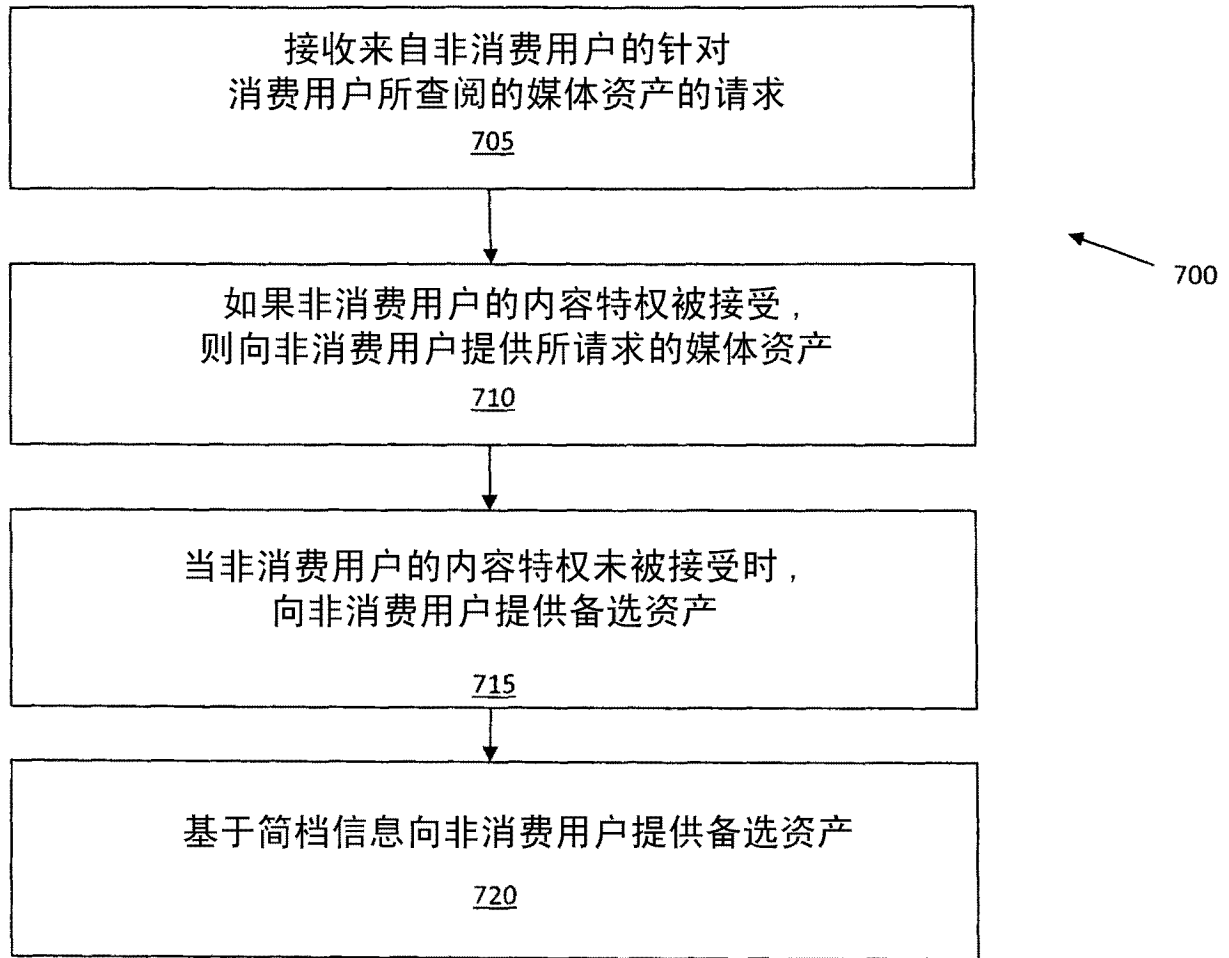 接收来自非消费用户的针对
消费用户所查阅的媒体资产的请求
705
700
如果非消费用户的内容特权被接受,
则向非消费用户提供所请求的媒体资产
710
当非消费用户的内容特权未被接受时,
向非消费用户提供备选资产
715
基于简档信息向非消费用户提供备选资产
720